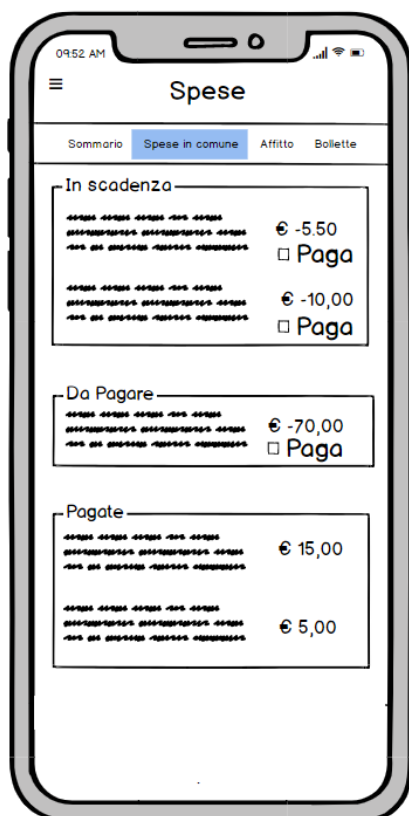 09:52 AM
Spese
Sommario Spese in comune Affitto Bollette
In scadenza
€ -5.50
Paga
€ -10,00
Paga
Da Pagare
€ -70,00
Paga
Pagate
€ 15,00
€ 5,00